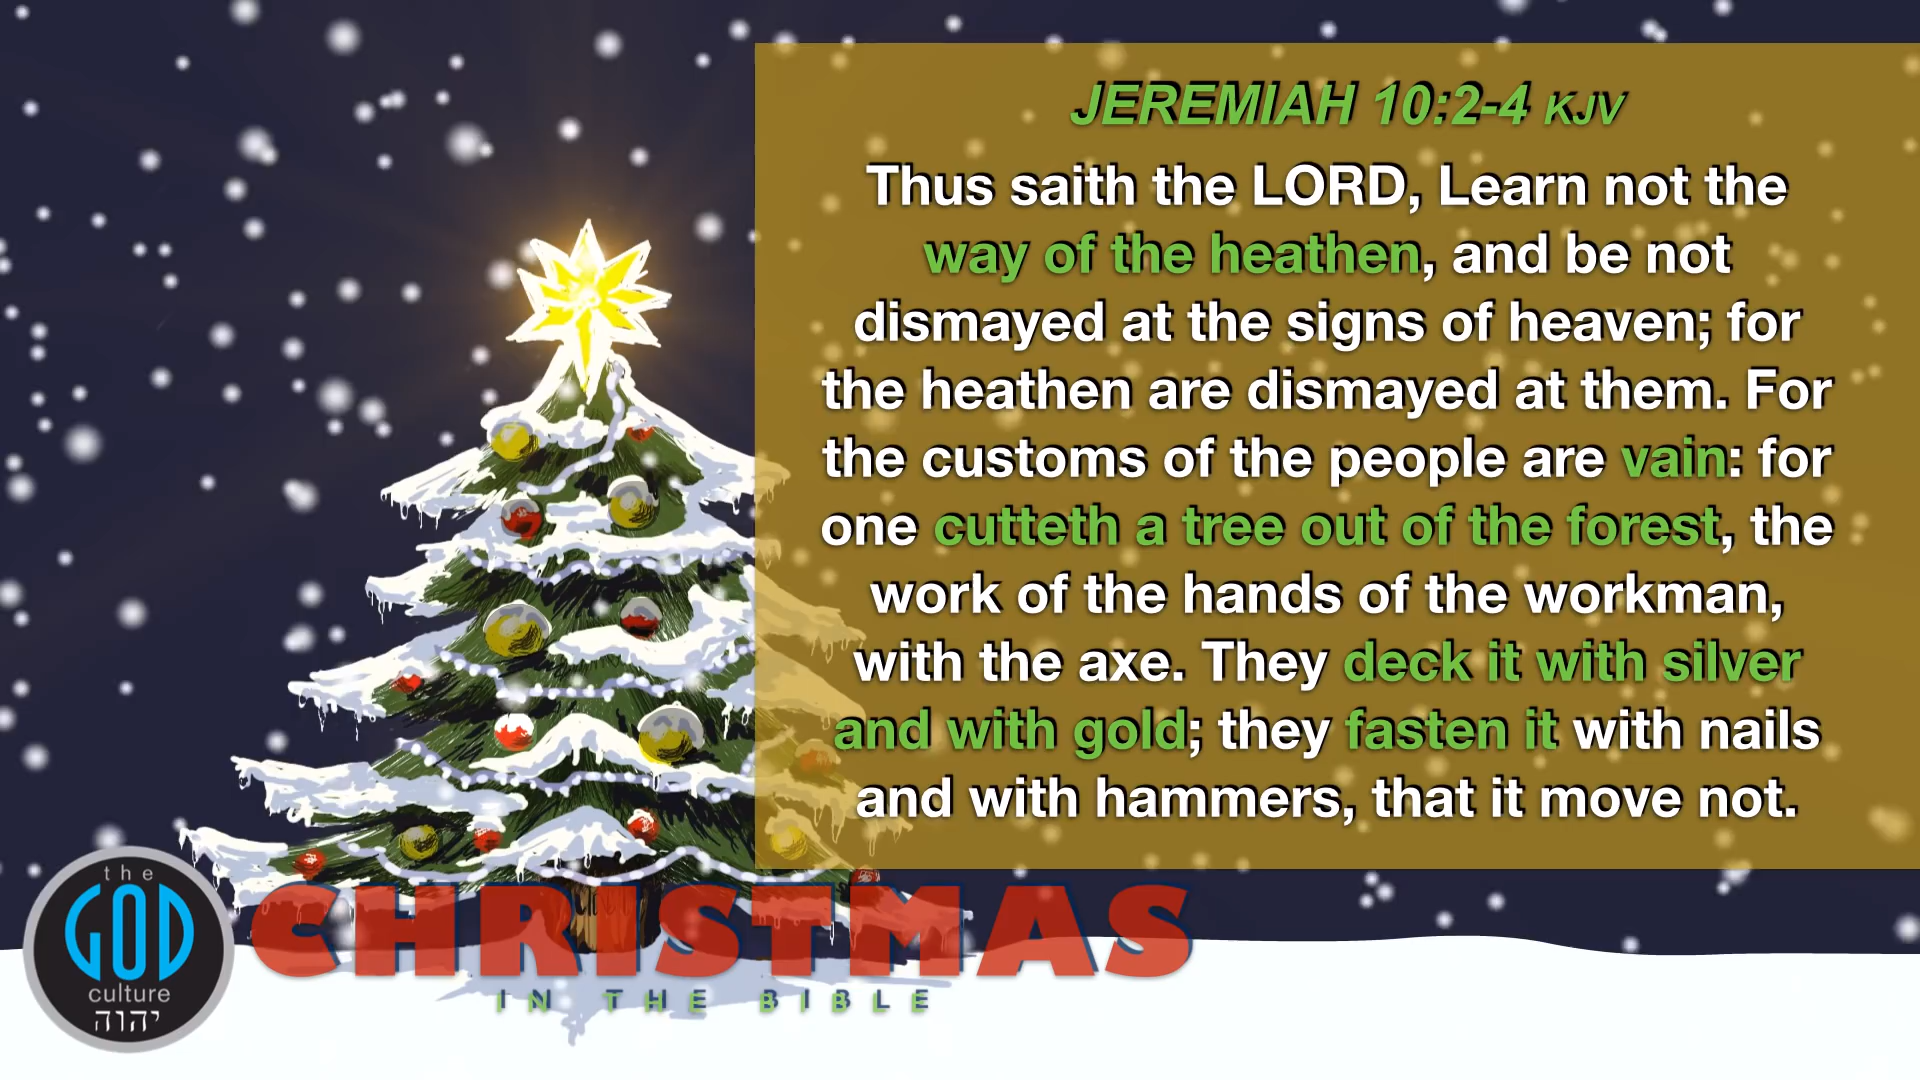 JEREMIAH 10:2-4 KJV
Thus saith the LORD, Learn not the
way of the heathen, and be not
dismayed at the signs of heaven; for
the heathen are dismayed at them. For
the customs of the people are vain: for
one cutteth a tree out of the forest, the
work of the hands of the workman,
with the axe. They deck it with silver
and with gold; they fasten it with nails
and with hammers, that it move not.
the
GOD
culture
יהוה
CHRISTMAS
IN THE BIBLE